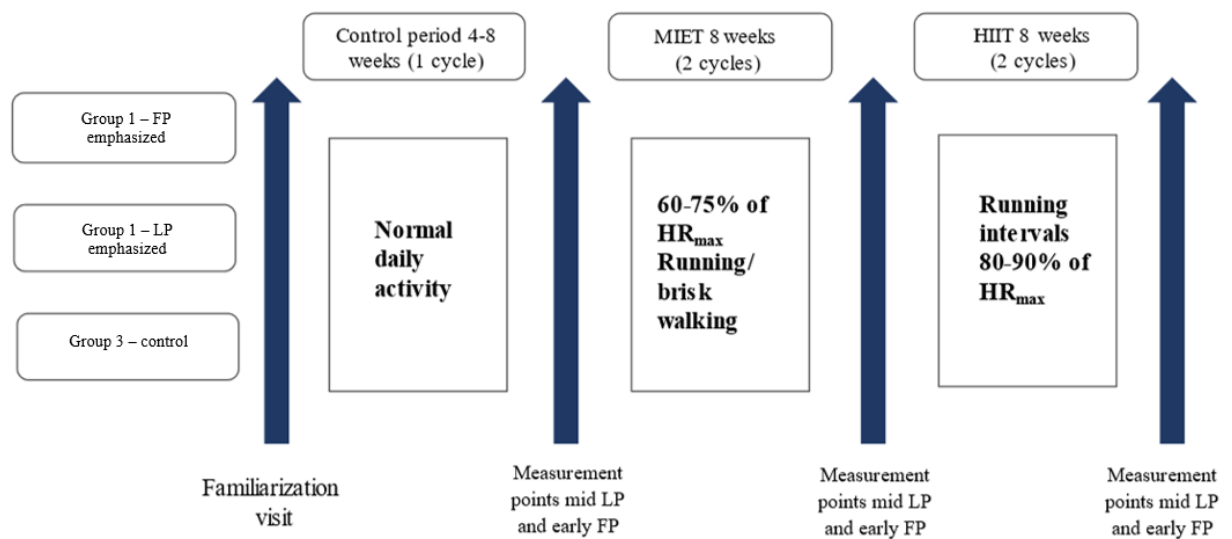 Control period 4-8
weeks (1 cycle)
MIET 8 weeks
(2 cycles)
HIIT 8 weeks
(2 cycles)
Group 1 – FP
emphasized
Group 1 – LP
emphasized
Group 3 – control
Normal
daily
activity
60-75% of
HRmax
Running/
brisk
walking
Running
intervals
80-90% of
HRmax
Familiarization
visit
Measurement
points mid LP
and early FP
Measurement
points mid LP
and early FP
Measurement
points mid LP
and early FP